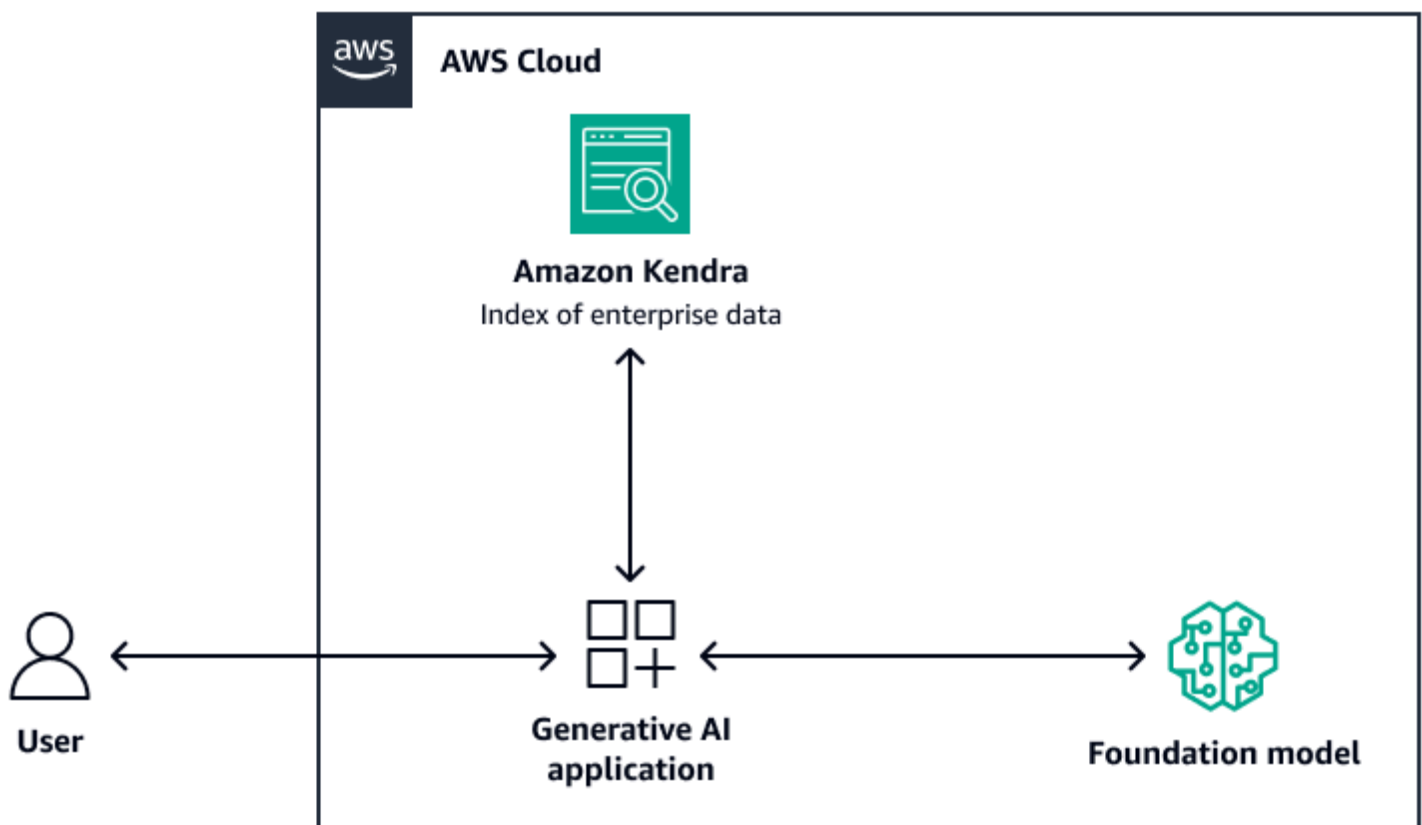 aws
AWS Cloud
Amazon Kendra
Index of enterprise data
User
Generative AI
application
Foundation model